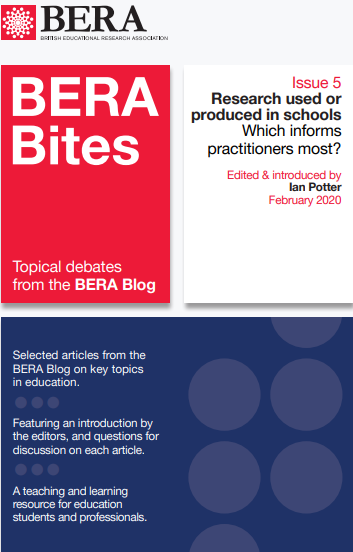 BERA
BRITISH EDUCATIONAL RESEARCH ASSOCIATION
BERA
Bites
Topical debates
from the BERA Blog
Issue 5
Research used or
produced in schools
Which informs
practitioners most?
Edited & introduced by
Ian Potter
February 2020
Selected articles from the
BERA Blog on key topics
in education.
Featuring an introduction by
the editors, and questions for
discussion on each article.
A teaching and learning
resource for education
students and professionals.